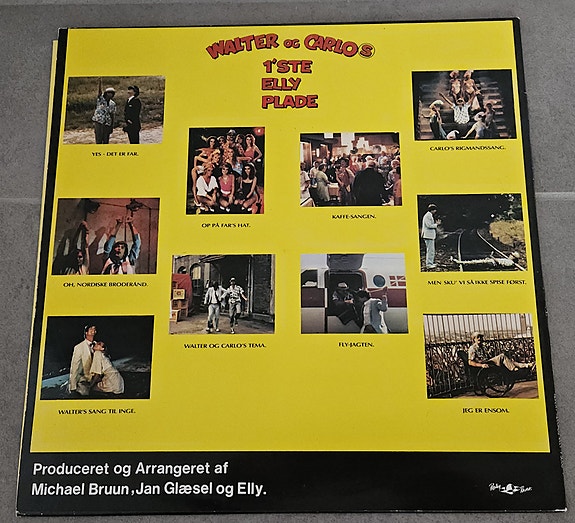 WALTER OG CARLO'S
1'STE
ELLY
PLADE
YES - DET ER FAR.
OP PÅ FAR'S HAT.
KAFFE-SANGEN.
CARLO'S RIGMANDSSANG.
OH, NORDISKE BRODERÅND.
WALTER OG CARLO'S TEMA.
FLY-JAGTEN.
MEN SKU' VI SÅ IKKE SPISE FØRST.
WALTER'S SANG TIL INGE.
JEG ER ENSOM.
Produceret og Arrangeret af
Michael Bruun, Jan Glæsel og Elly.